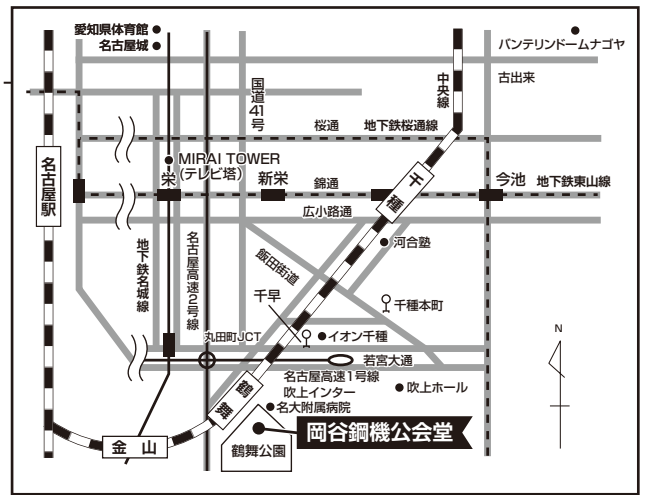 愛知県体育館
名古屋城
バンテリンドームナゴヤ
国道41号
中央線
古出来
桜通
地下鉄桜通線
MIRAI TOWER
(テレビ塔)
名古屋駅
栄
新栄
錦通
千種
今池
地下鉄東山線
広小路通
地下鉄名城線
名古屋高速2号線
飯田街道
河合塾
千早
千種本町
丸田町JCT
イオン千種
若宮大通
名古屋高速1号線
吹上インター
吹上ホール
鶴舞
名大附属病院
岡谷鋼機公会堂
金山
鶴舞公園
N